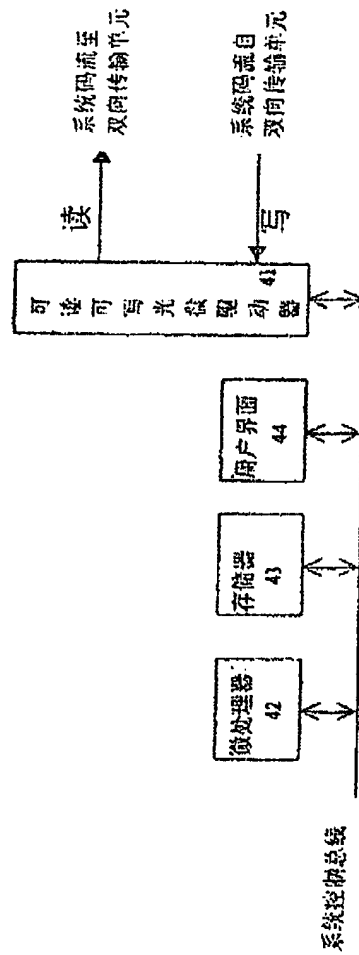 系统码流至
双向传输单元
读
系统码流自
双向传输单元
写
可读可写光盘驱动器
41
用户界面
44
存储器
43
微处理器
42
系统控制总线